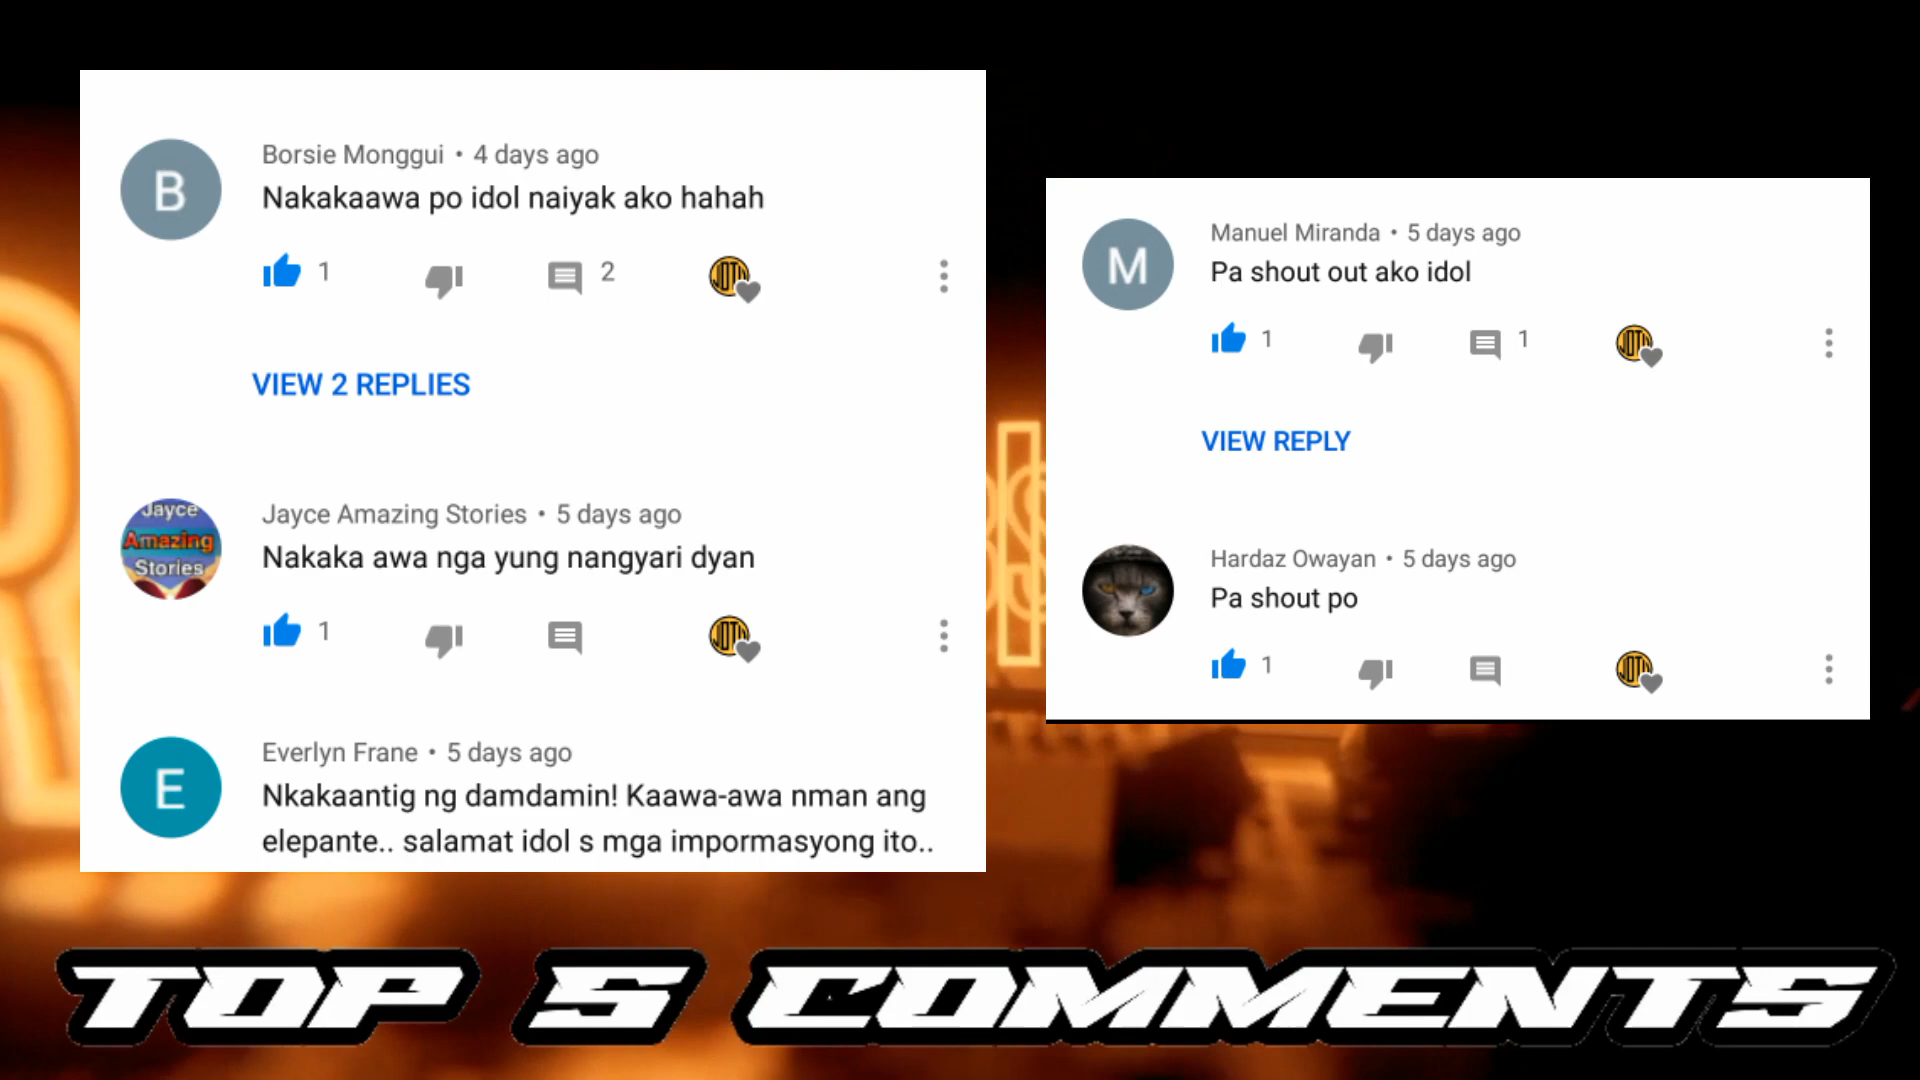 Borsie Monggui • 4 days ago
Nakakaawa po idol naiyak ako hahah
1
2
VIEW 2 REPLIES
Jayce
Amazing
Stories
Jayce Amazing Stories • 5 days ago
Nakaka awa nga yung nangyari dyan
1
Everlyn Frane • 5 days ago
Nkakaantig ng damdamin! Kaawa-awa nman ang
elepante.. salamat idol s mga impormasyong ito..
B
E
Manuel Miranda • 5 days ago
Pa shout out ako idol
1
1
VIEW REPLY
Hardaz Owayan • 5 days ago
Pa shout po
1
M
TOP 5 COMMENTS